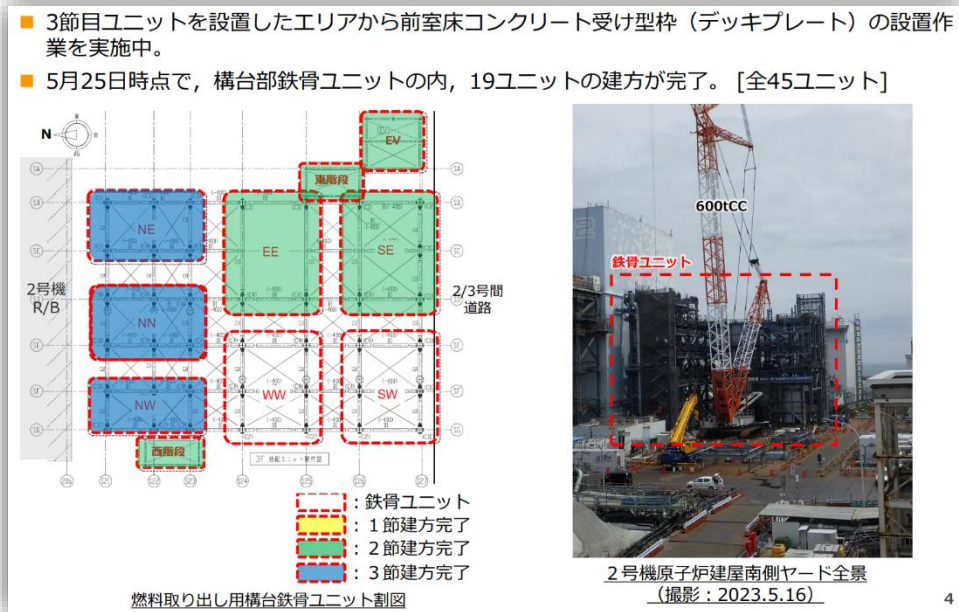 ■ 3節目ユニットを設置したエリアから前室床コンクリート受け型枠（デッキプレート）の設置作
業を実施中。
■ 5月25日時点で，構台部鉄骨ユニットの内，19ユニットの建方が完了。 [全45ユニット]
N
EV
東階段
NE
EE
SE
2号機
R/B
2/3号間
道路
NN
NW
WW
SW
西階段
：鉄骨ユニット
：１節建方完了
：２節建方完了
：３節建方完了
燃料取り出し用構台鉄骨ユニット割図
600tCC
鉄骨ユニット
２号機原子炉建屋南側ヤード全景
（撮影：2023.5.16）
4